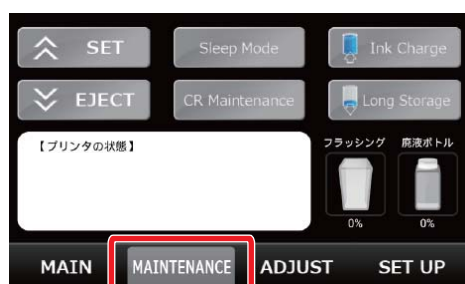 SET
Sleep Mode
Ink Charge
EJECT
CR Maintenance
Long Storage
【プリンタの状態】
フラッシング
廃液ボトル
0%
0%
MAIN
MAINTENANCE
ADJUST
SET UP